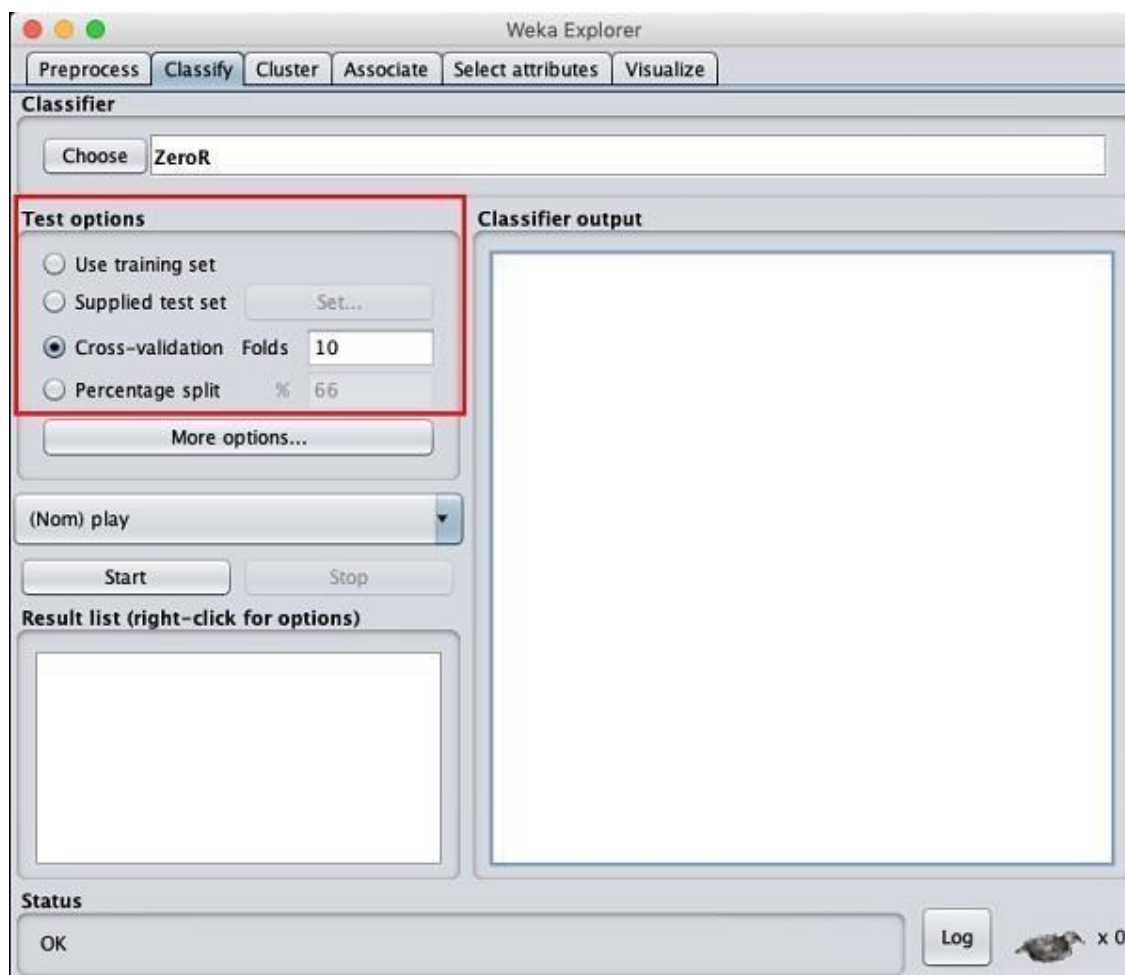 Weka Explorer
Preprocess Classify Cluster Associate Select attributes Visualize
Classifier
Choose ZeroR
Test options
Use training set
Supplied test set Set...
Cross-validation Folds 10
Percentage split % 66
More options...
(Nom) play
Start Stop
Result list (right-click for options)
Classifier output
Status
OK
Log x 0